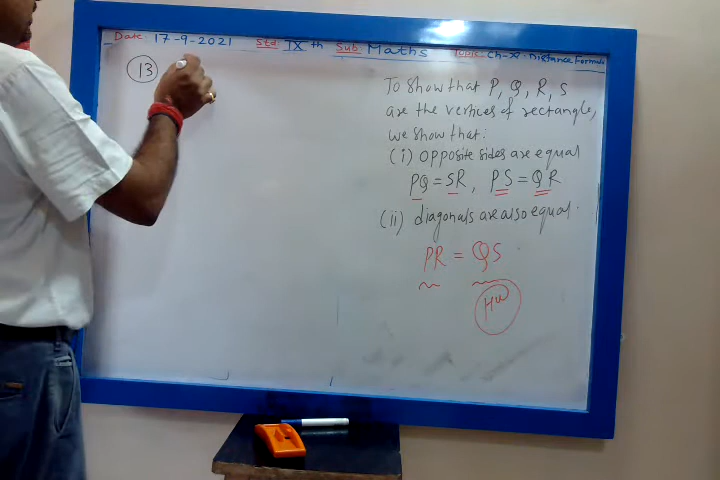 Date 17-9-2021 Std: IX th Sub: Maths Topic: Ch-28: Distance Formula
13
To show that P, Q, R, S
are the vertices of rectangle,
we show that:
(i) opposite sides are equal
PQ = SR, PS = QR
(ii) diagonals are also equal.
PR = QS
HW